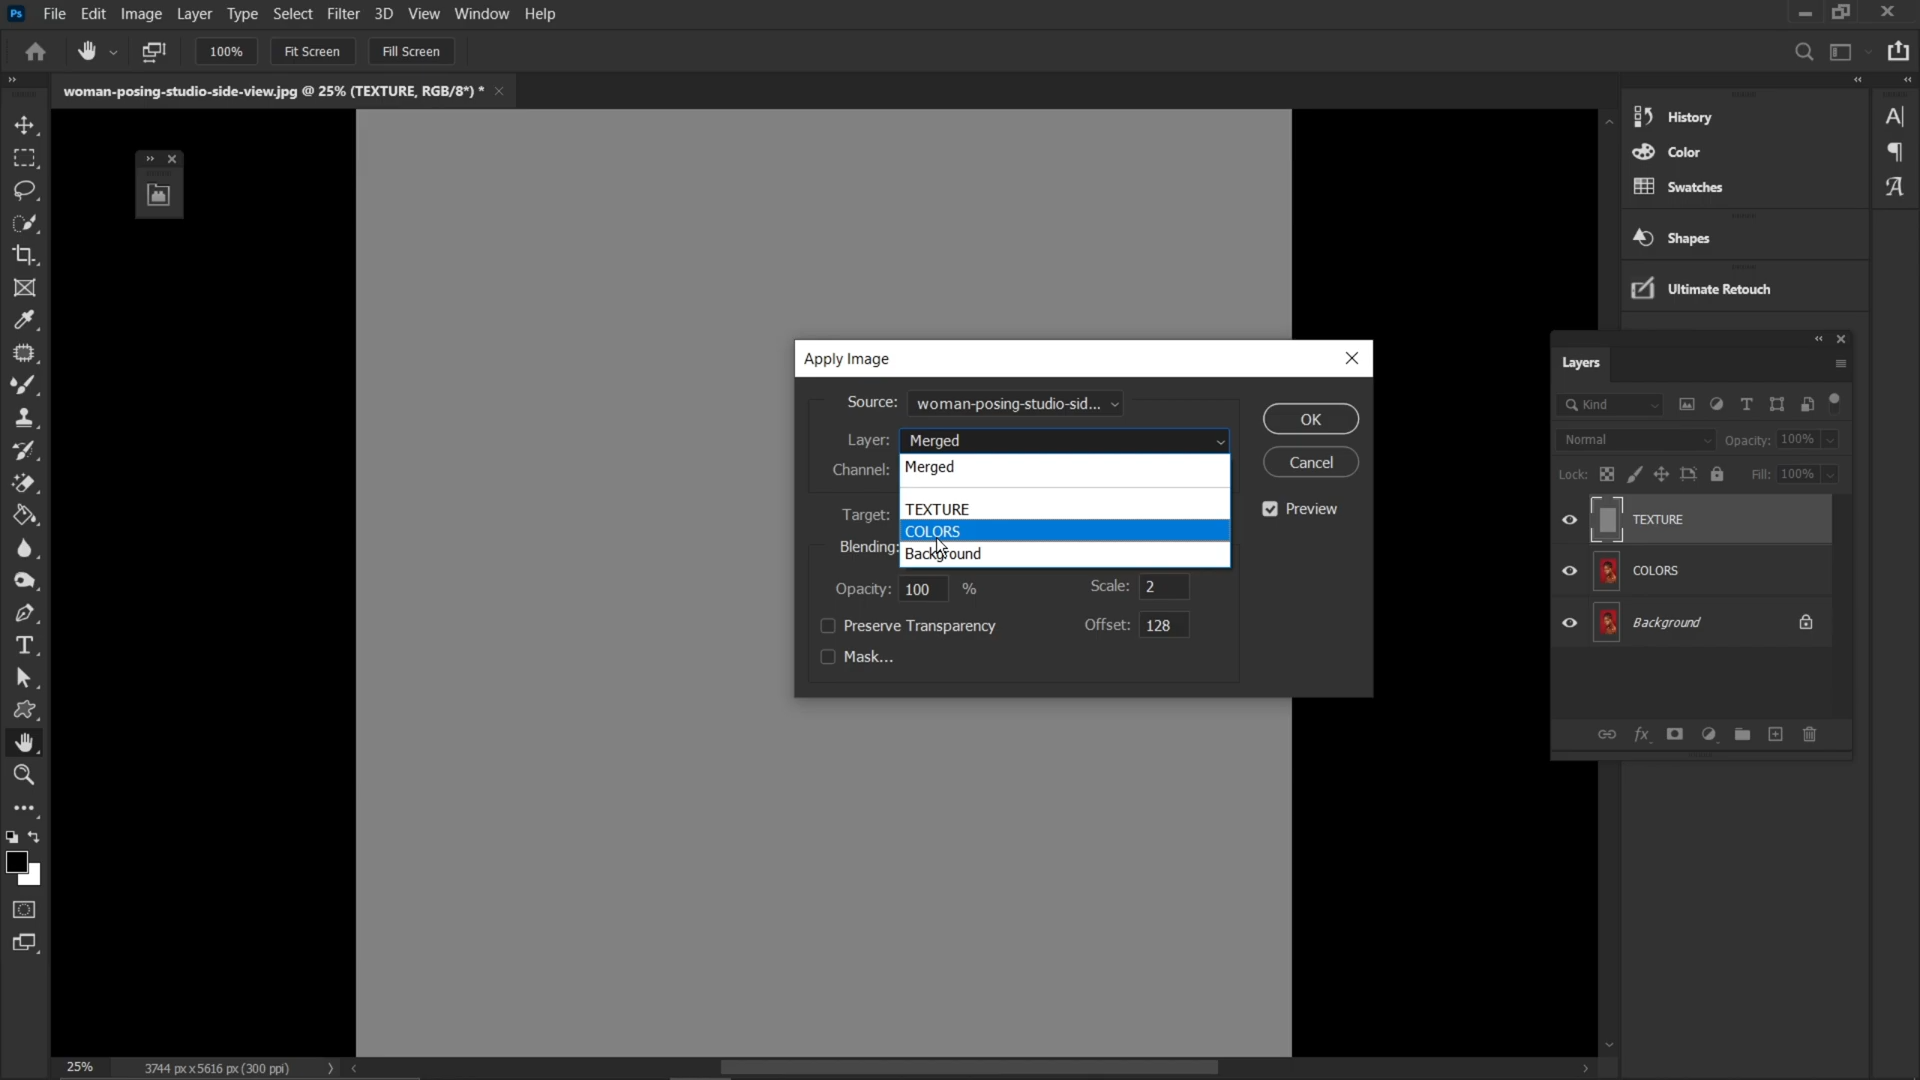 Ps File Edit Image Layer Type Select Filter 3D View Window Help
100% Fit Screen Fill Screen
woman-posing-studio-side-view.jpg @ 25% (TEXTURE, RGB/8*) *
History
Color
Swatches
Shapes
Ultimate Retouch
Apply Image
Source: woman-posing-studio-sid...
Layer: Merged
Channel:
Merged
TEXTURE
COLORS
Background
Target:
Blending:
Opacity: 100 %
Scale: 2
Preserve Transparency
Offset: 128
Mask...
OK
Cancel
Preview
Layers
Kind
Normal Opacity: 100%
Lock: Fill: 100%
TEXTURE
COLORS
Background
25% 3744 px x 5616 px (300 ppi)